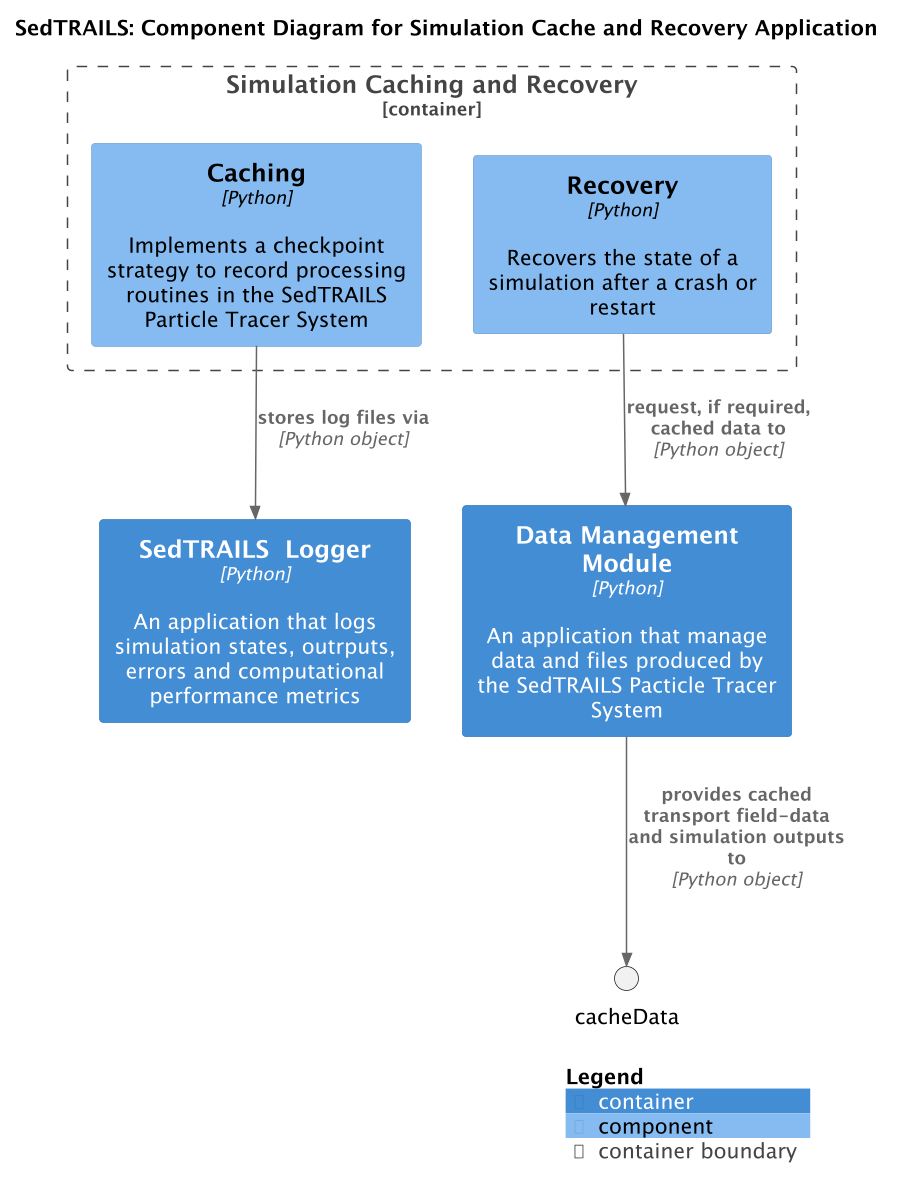 SedTRAILS: Component Diagram for Simulation Cache and Recovery Application
Simulation Caching and Recovery
[container]
Caching
[Python]
Implements a checkpoint
strategy to record processing
routines in the SedTRAILS
Particle Tracer System
Recovery
[Python]
Recovers the state of a
simulation after a crash or
restart
stores log files via
[Python object]
request, if required,
cached data to
[Python object]
SedTRAILS  Logger
[Python]
An application that logs
simulation states, outrputs,
errors and computational
performance metrics
Data Management
Module
[Python]
An application that manage
data and files produced by
the SedTRAILS Pacticle Tracer
System
provides cached
transport field-data
and simulation outputs
to
[Python object]
cacheData
Legend
container
component
container boundary